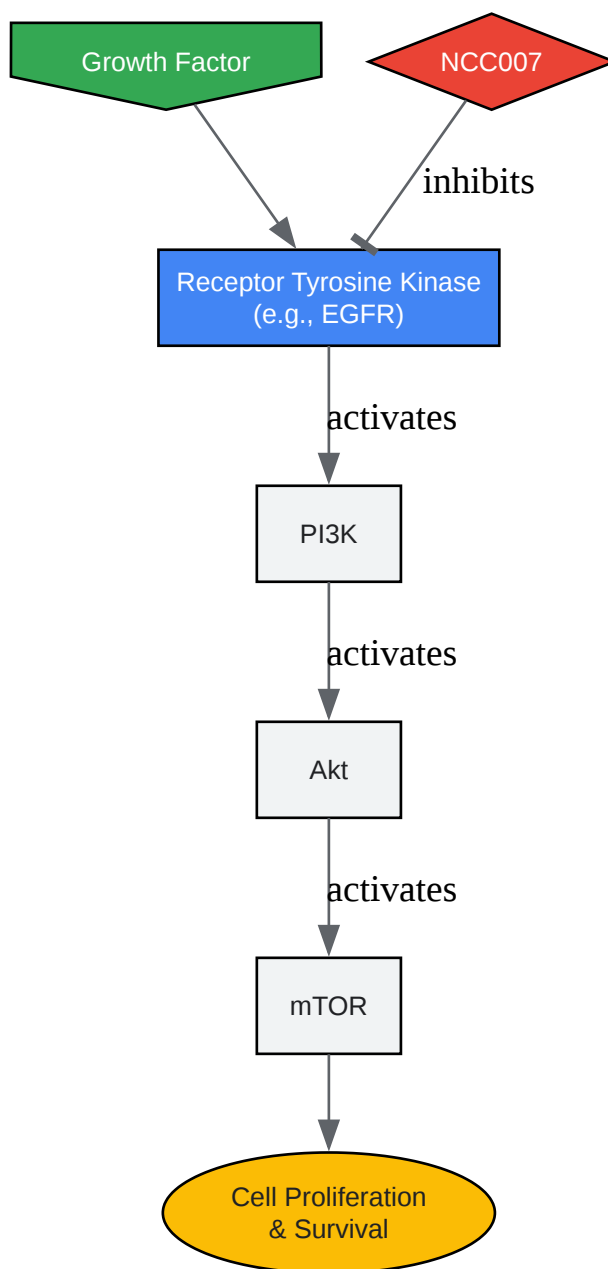 Growth Factor
NCC007
inhibits
Receptor Tyrosine Kinase
(e.g., EGFR)
activates
PI3K
activates
Akt
activates
mTOR
Cell Proliferation
& Survival